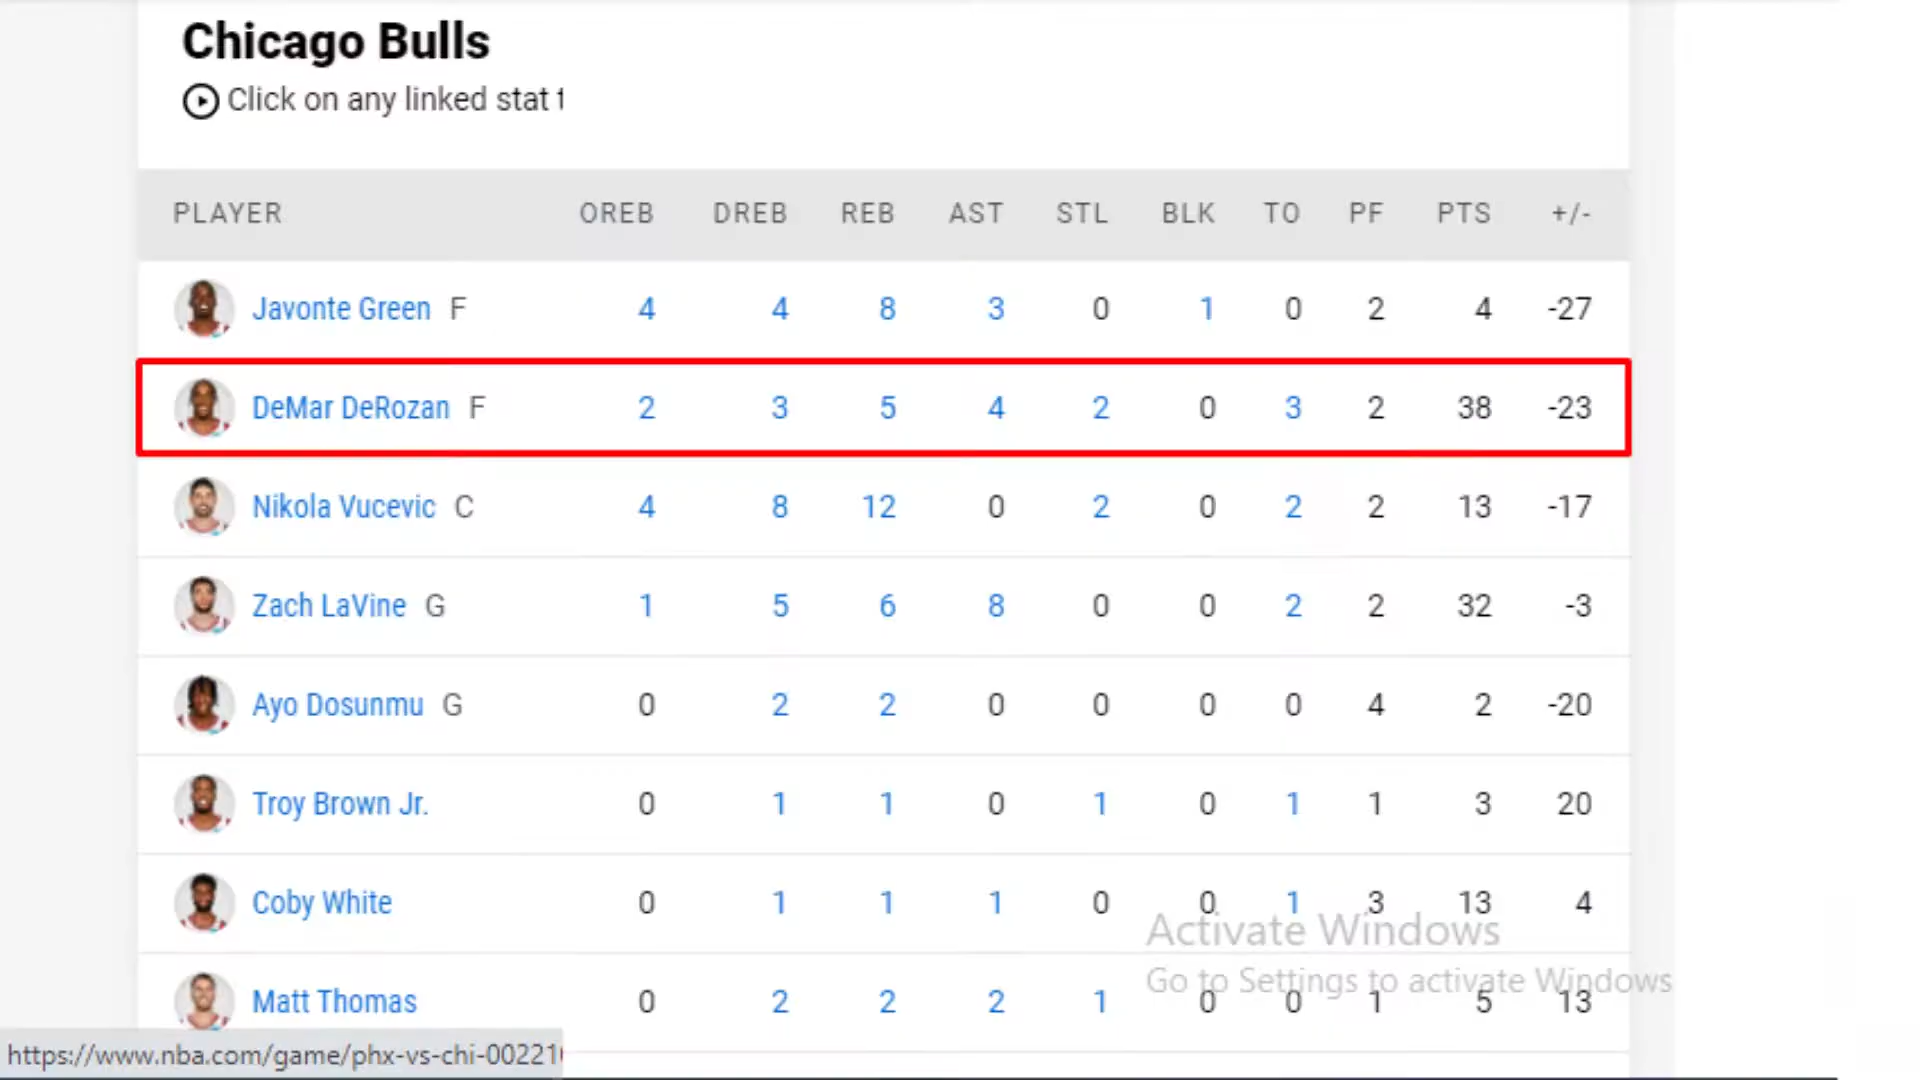 Chicago Bulls
Click on any linked stat
PLAYER OREB DREB REB AST STL BLK TO PF PTS +/-
Javonte Green F 4 4 8 3 0 1 0 2 4 -27
DeMar DeRozan F 2 3 5 4 2 0 3 2 38 -23
Nikola Vucevic C 4 8 12 0 2 0 2 2 13 -17
Zach LaVine G 1 5 6 8 0 0 2 2 32 -3
Ayo Dosunmu G 0 2 2 0 0 0 0 4 2 -20
Troy Brown Jr. 0 1 1 0 1 0 1 1 3 20
Coby White 0 1 1 1 0 0 1 3 13 4
Activate Windows
Go to Settings to activate Windows
Matt Thomas 0 2 2 2 1 0 0 1 5 13
https://www.nba.com/game/phx-vs-chi-00221